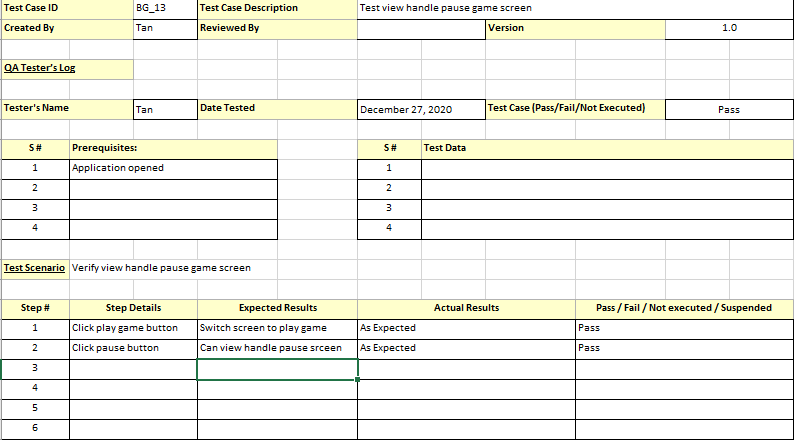 Test Case ID BG_13 Test Case Description Test view handle pause game screen
Created By Tan Reviewed By Version 1.0
QA Tester's Log
Tester's Name Tan Date Tested December 27, 2020 Test Case (Pass/Fail/Not Executed) Pass
S # Prerequisites: S # Test Data
1 Application opened 1
2 2
3 3
4 4
Test Scenario Verify view handle pause game screen
Step # Step Details Expected Results Actual Results Pass / Fail / Not executed / Suspended
1 Click play game button Switch screen to play game As Expected Pass
2 Click pause button Can view handle pause srceen As Expected Pass
3
4
5
6